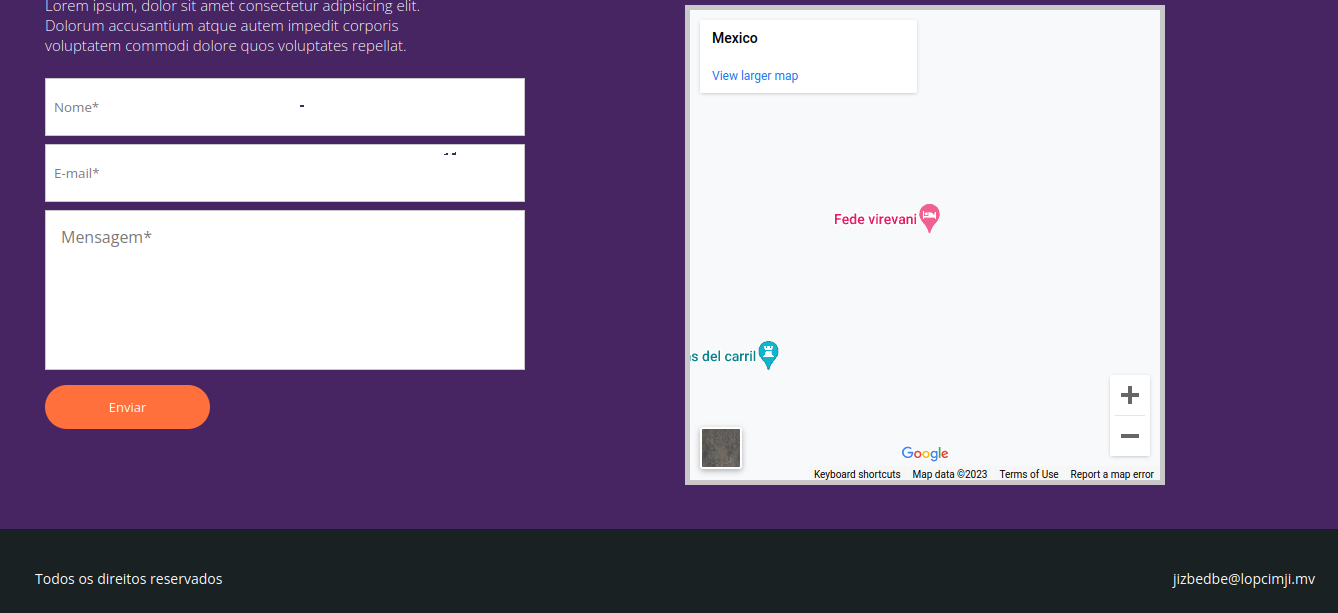 Lorem ipsum, dolor sit amet consectetur adipisicing elit.
Dolorum accusantium atque autem impedit corporis
voluptatem commodi dolore quos voluptates repellat.
Nome*
E-mail*
Mensagem*
Enviar
Mexico
View larger map
Fede virevani
s del carril
Google
Keyboard shortcuts Map data ©2023 Terms of Use Report a map error
Todos os direitos reservados
jizbedbe@lopcimji.mv